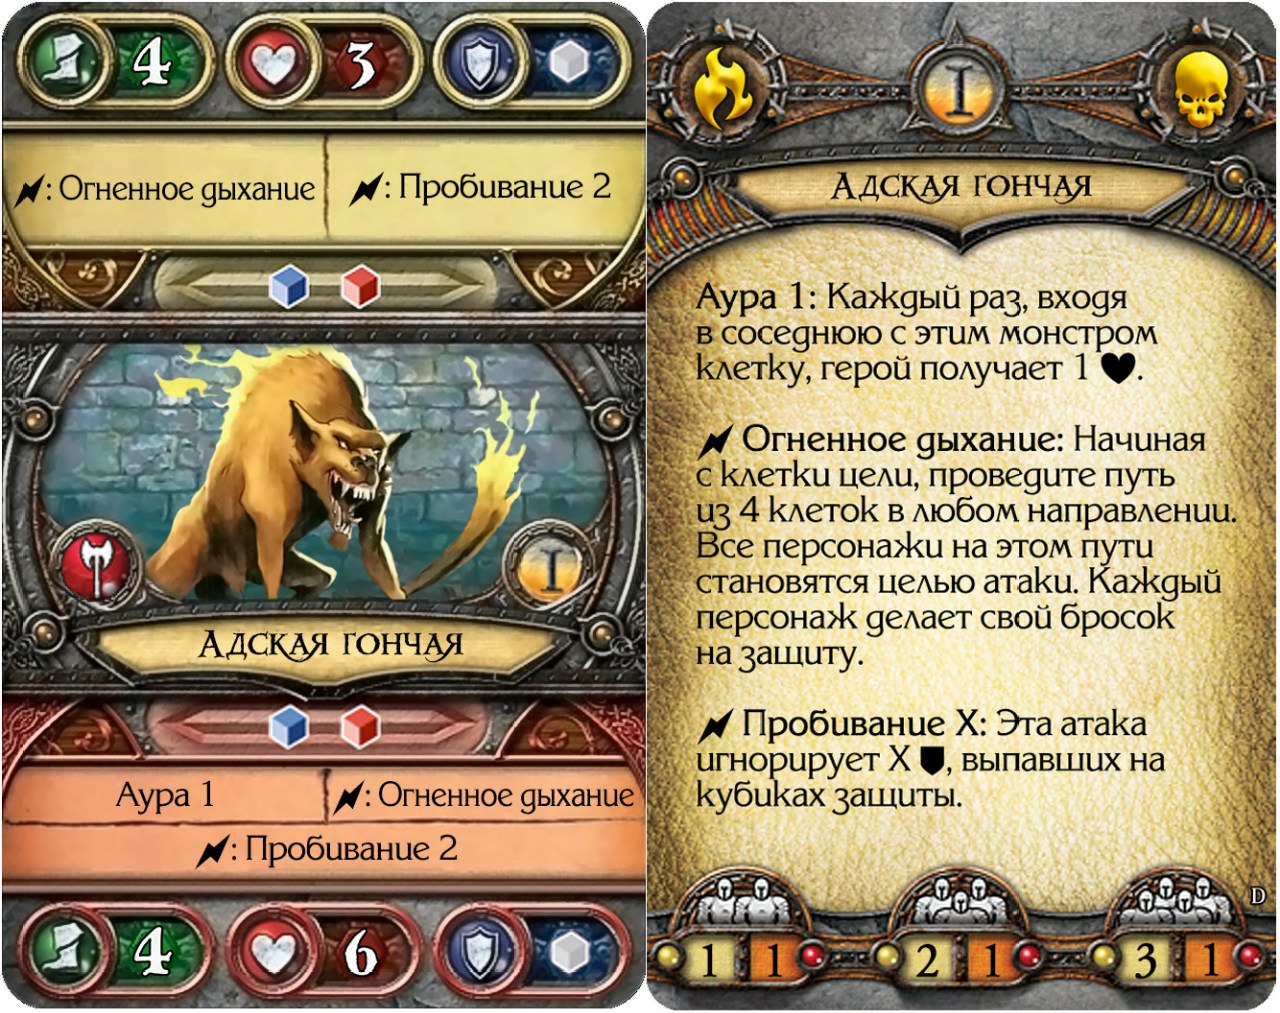 4
3
: Огненное дыхание
: Пробивание 2
I
Адская гончая
Аура 1
: Огненное дыхание
: Пробивание 2
4
6
I
Адская гончая
Аура 1: Каждый раз, входя
в соседнюю с этим монстром
клетку, герой получает 1 ♥.
Огненное дыхание: Начиная
с клетки цели, проведите путь
из 4 клеток в любом направлении.
Все персонажи на этом пути
становятся целью атаки. Каждый
персонаж делает свой бросок
на защиту.
Пробивание X: Эта атака
игнорирует X , выпавших на
кубиках защиты.
D
1 1
2 1
3 1